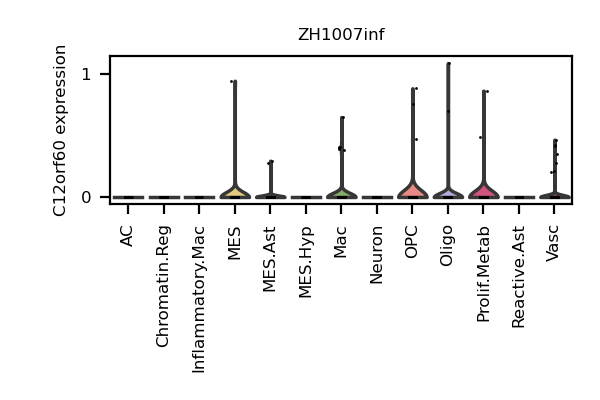 ZH1007inf
C12orf60 expression
1
0
AC
Chromatin.Reg
Inflammatory.Mac
MES
MES.Ast
MES.Hyp
Mac
Neuron
OPC
Oligo
Prolif.Metab
Reactive.Ast
Vasc